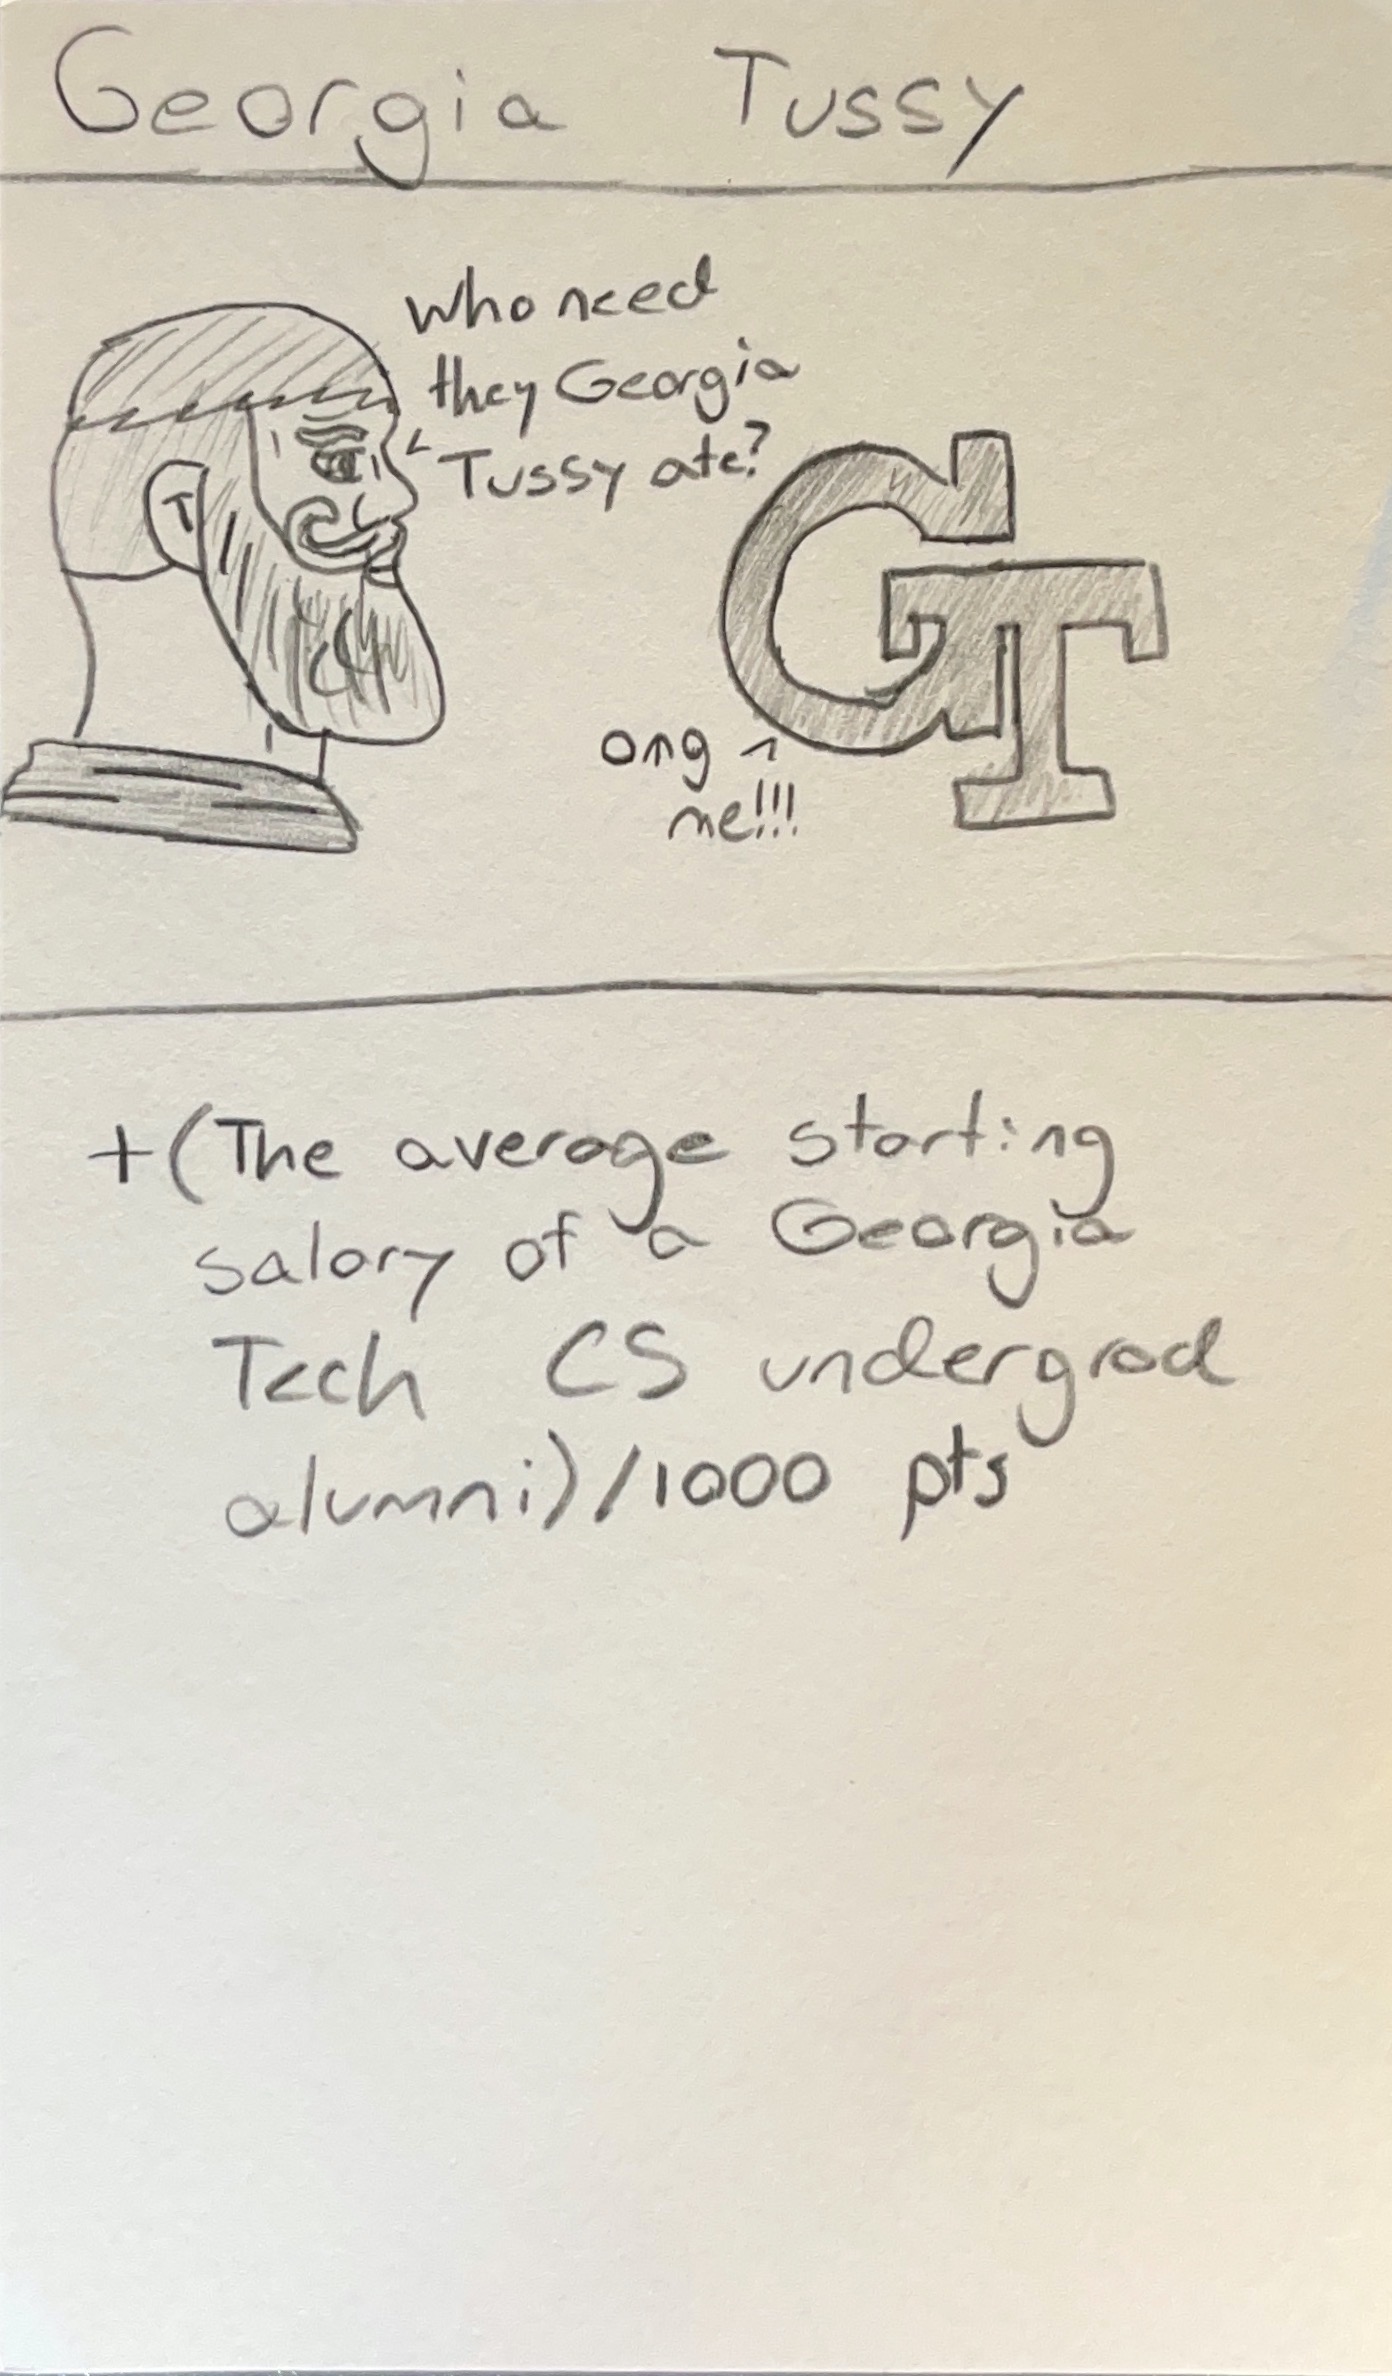 Georgia Tussy
who need
they Georgia
Tussy ate?
GT
ong
me!!!
+(The average starting
salary of a Georgia
Tech CS undergrad
alumni)/1000 pts